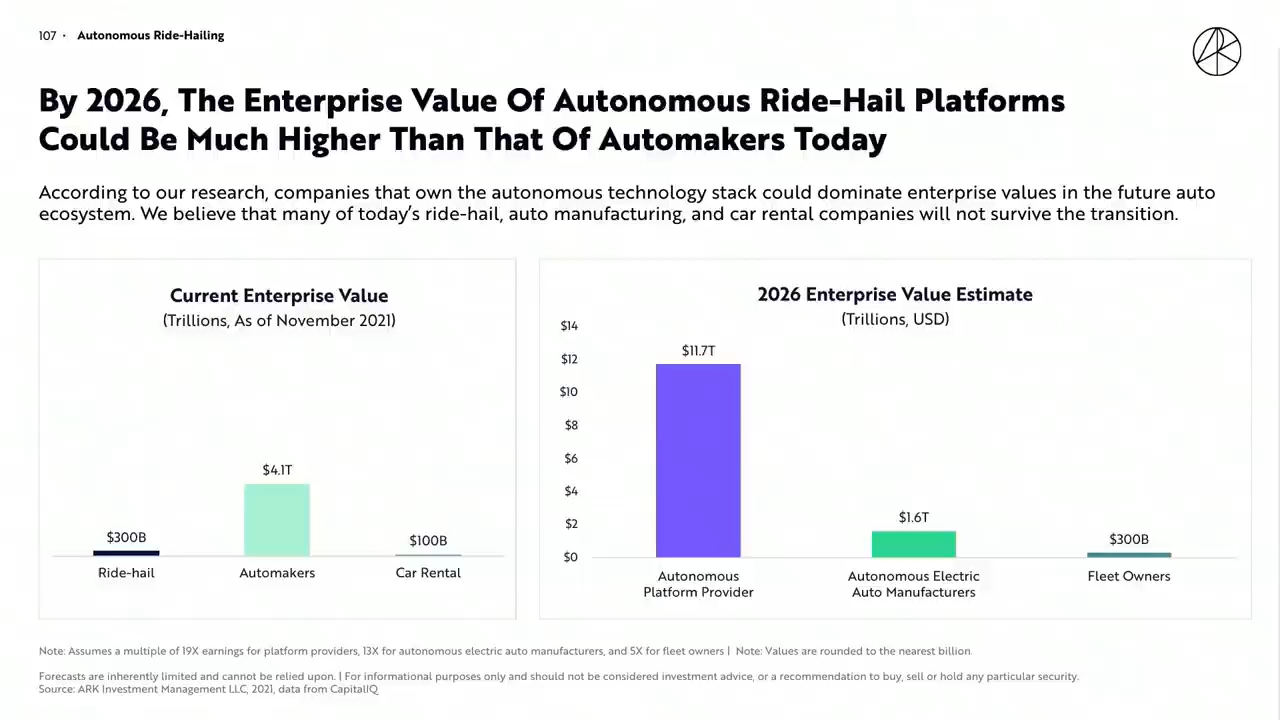 107 · Autonomous Ride-Hailing
By 2026, The Enterprise Value Of Autonomous Ride-Hail Platforms
Could Be Much Higher Than That Of Automakers Today
According to our research, companies that own the autonomous technology stack could dominate enterprise values in the future auto
ecosystem. We believe that many of today's ride-hail, auto manufacturing, and car rental companies will not survive the transition.
Current Enterprise Value
(Trillions, As of November 2021)
$300B
$4.1T
$100B
Ride-hail
Automakers
Car Rental
2026 Enterprise Value Estimate
(Trillions, USD)
$14
$12
$10
$8
$6
$4
$2
$0
$11.7T
$1.6T
$300B
Autonomous
Platform Provider
Autonomous Electric
Auto Manufacturers
Fleet Owners
Note: Assumes a multiple of 19X earnings for platform providers, 13X for autonomous electric auto manufacturers, and 5X for fleet owners | Note: Values are rounded to the nearest billion
Forecasts are inherently limited and cannot be relied upon. | For informational purposes only and should not be considered investment advice, or a recommendation to buy, sell or hold any particular security.
Source: ARK Investment Management LLC, 2021, data from CapitalIQ